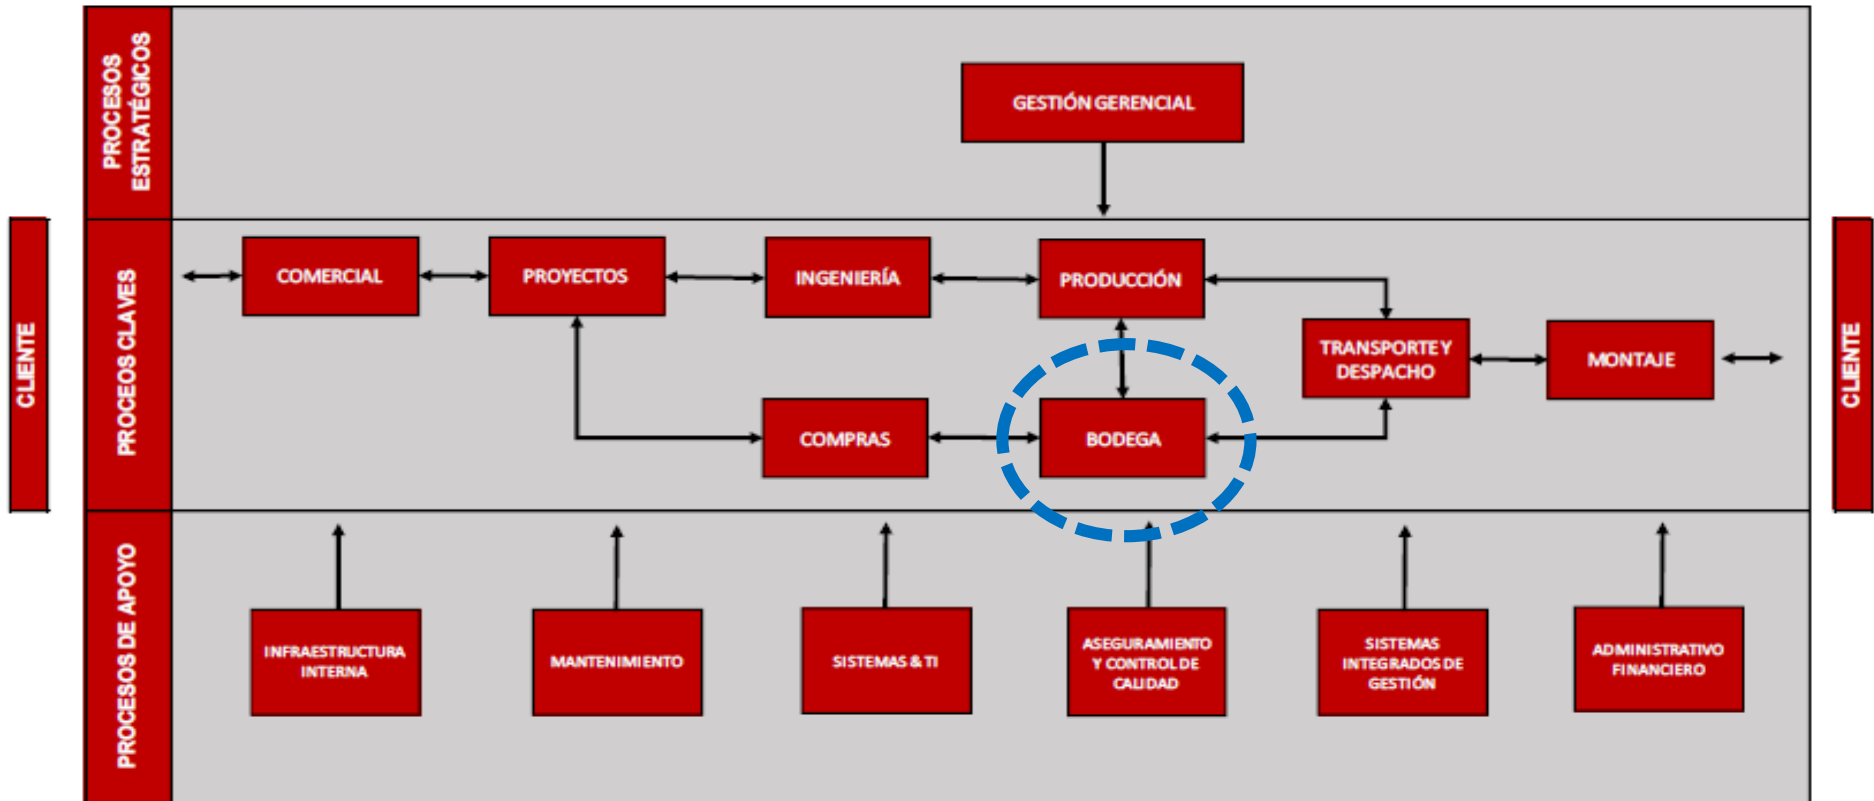 PROCESOS
ESTRATÉGICOS
GESTIÓN GERENCIAL
CLIENTE
PROCEOS CLAVES
COMERCIAL
PROYECTOS
INGENIERÍA
PRODUCCIÓN
TRANSPORTE Y
DESPACHO
MONTAJE
COMPRAS
BODEGA
CLIENTE
PROCESOS DE APOYO
INFRAESTRUCTURA
INTERNA
MANTENIMIENTO
SISTEMAS & TI
ASEGURAMIENTO
Y CONTROL DE
CALIDAD
SISTEMAS
INTEGRADOS DE
GESTIÓN
ADMINISTRATIVO
FINANCIERO